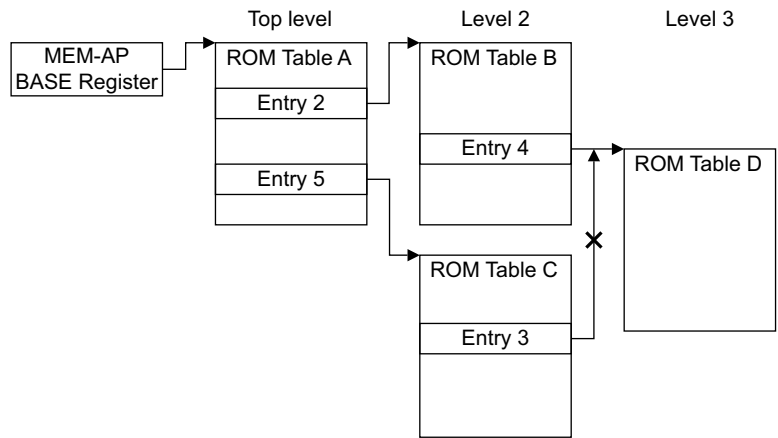 Top level
Level 2
Level 3
MEM-AP
BASE Register
ROM Table A
Entry 2
Entry 5
ROM Table B
Entry 4
ROM Table C
Entry 3
ROM Table D